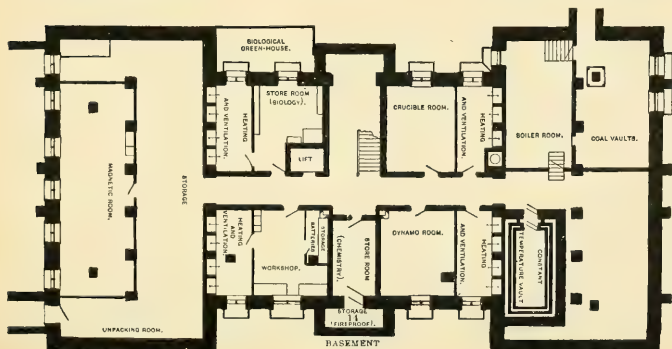 BIOLOGICAL
GREEN-HOUSE.
STORE ROOM
(BIOLOGY).
HEATING
AND VENTILATION.
LIFT
CRUCIBLE ROOM.
HEATING
AND VENTILATION.
BOILER ROOM.
COAL VAULTS.
MAGNETIC ROOM.
STORAGE
HEATING
AND
VENTILATION.
WORKSHOP.
BATTERIES
STORAGE
STORE ROOM
(CHEMISTRY).
DYNAMO ROOM.
HEATING
AND VENTILATION.
CONSTANT
TEMPERATURE VAULT
UNPACKING ROOM.
STORAGE
(FIREPROOF).
BASEMENT